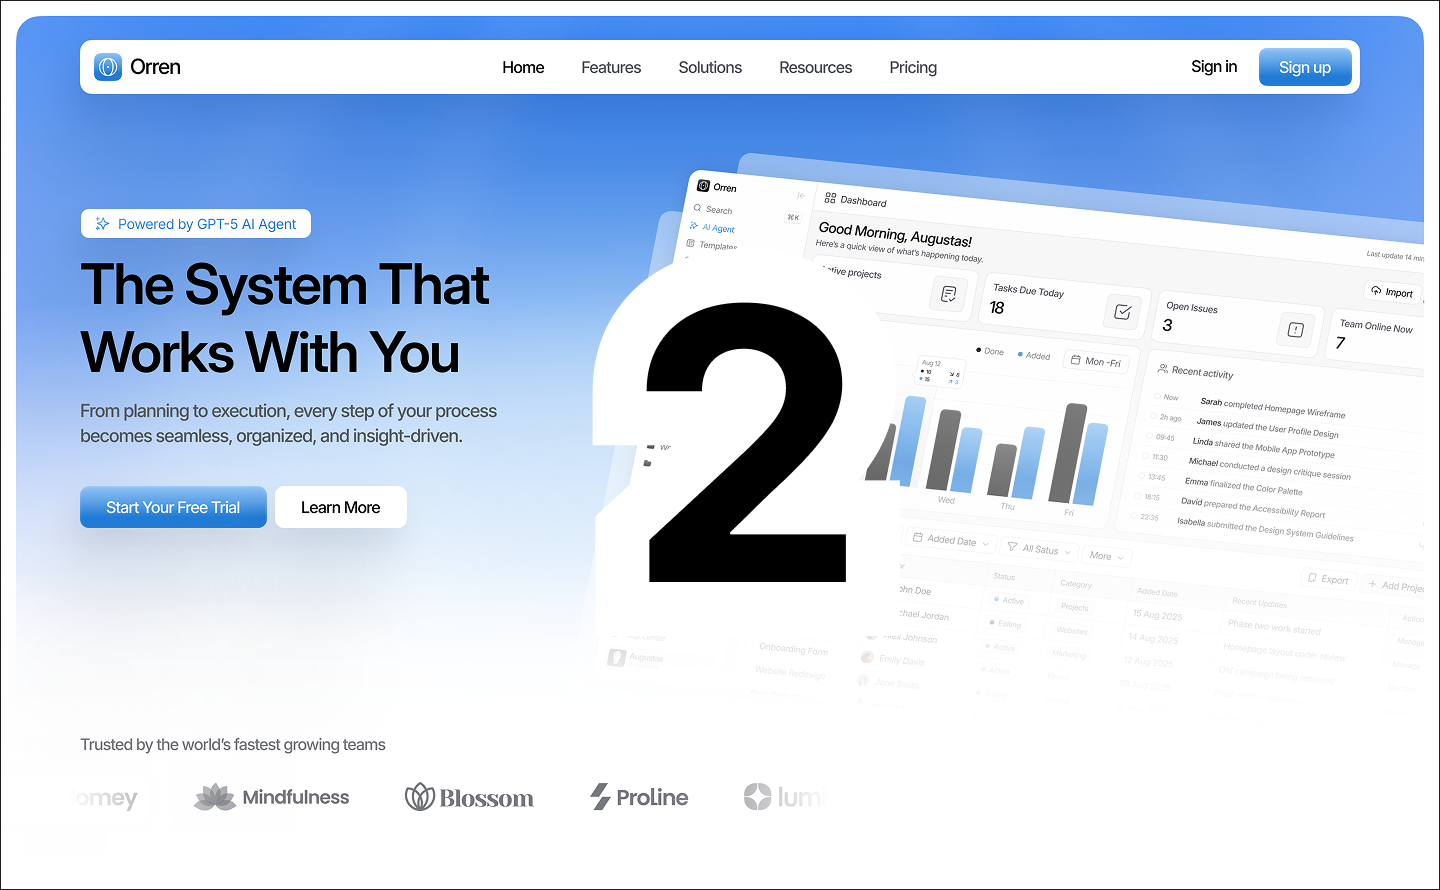 Orren
Home
Features
Solutions
Resources
Pricing
Sign in
Sign up
Powered by GPT-5 AI Agent
The System That
Works With You
From planning to execution, every step of your process
becomes seamless, organized, and insight-driven.
Start Your Free Trial
Learn More
2
Orren
Search
⌘K
AI Agent
Templates
Dashboard
Good Morning, Augustas!
Here's a quick view of what's happening today.
Last update 14 min
Import
Active projects
Tasks Due Today
18
Open Issues
3
Team Online Now
7
Done
Added
Mon -Fri
Aug 12
10
8
15
3
Wed
Thu
Fri
Recent activity
Now Sarah completed Homepage Wireframe
2h ago James updated the User Profile Design
09:45 Linda shared the Mobile App Prototype
11:30 Michael conducted a design critique session
13:45 Emma finalized the Color Palette
18:15 David prepared the Accessibility Report
22:35 Isabella submitted the Design System Guidelines
Added Date
All Satus
More
Export
Add Projec
Status
Category
Added Date
Recent Updates
Action
ohn Doe
Active
Projects
15 Aug 2025
Phase two work started
Manage
chael Jordan
Editing
Websites
14 Aug 2025
Homepage layout under review
Manage
Onboarding Form
Alex Johnson
Active
Marketing
12 Aug 2025
Old campaign being removed
Augustas
Website Redesign
Emily Davis
Active
Jane Smith
Trusted by the world's fastest growing teams
omey
Mindfulness
Blossom
ProLine
lumi